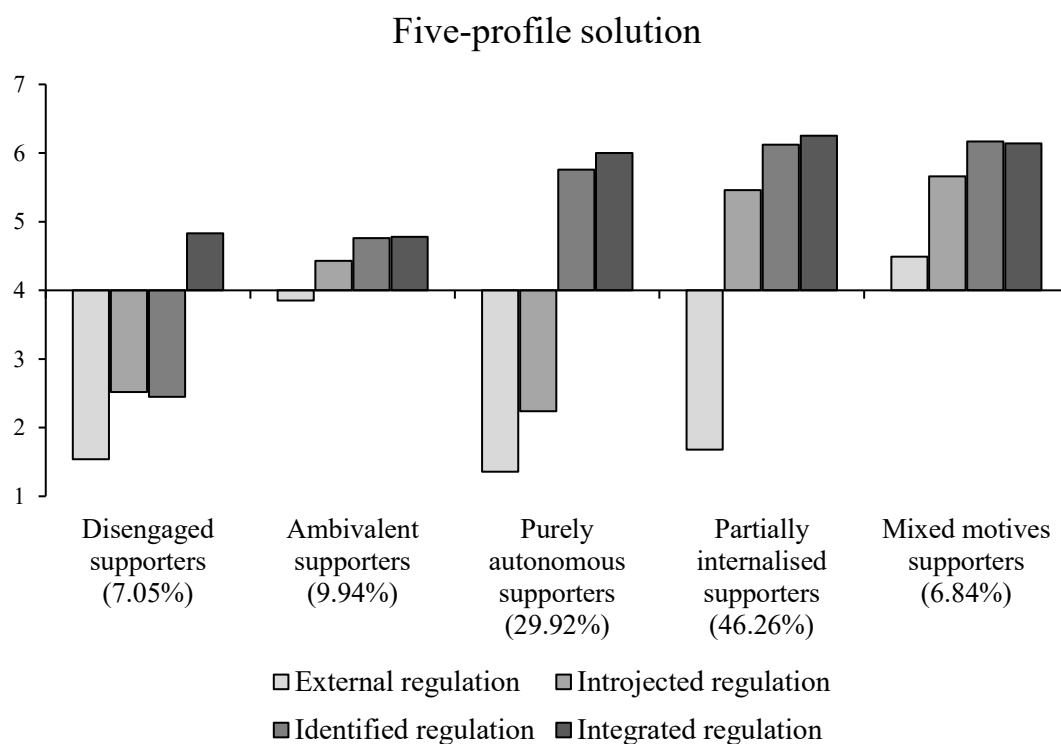 Five-profile solution
7
6
5
4
3
2
1
Disengaged
supporters
(7.05%)
Ambivalent
supporters
(9.94%)
Purely
autonomous
supporters
(29.92%)
Partially
internalised
supporters
(46.26%)
Mixed motives
supporters
(6.84%)
External regulation
Introjected regulation
Identified regulation
Integrated regulation